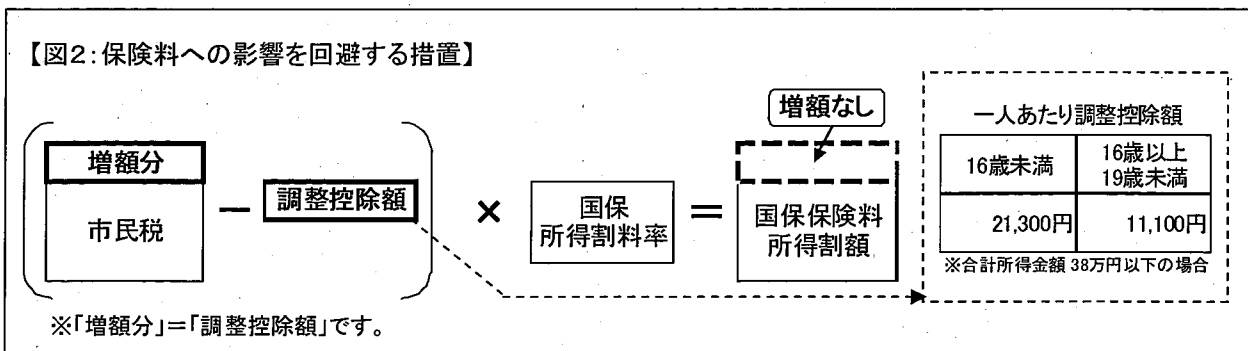 【図2:保険料への影響を回避する措置】
増額分
市民税
－
調整控除額
×
国保
所得割料率
＝
増額なし
国保保険料
所得割額
一人あたり調整控除額
16歳未満
16歳以上
19歳未満
21,300円
11,100円
※合計所得金額 38万円以下の場合
※「増額分」＝「調整控除額」です。